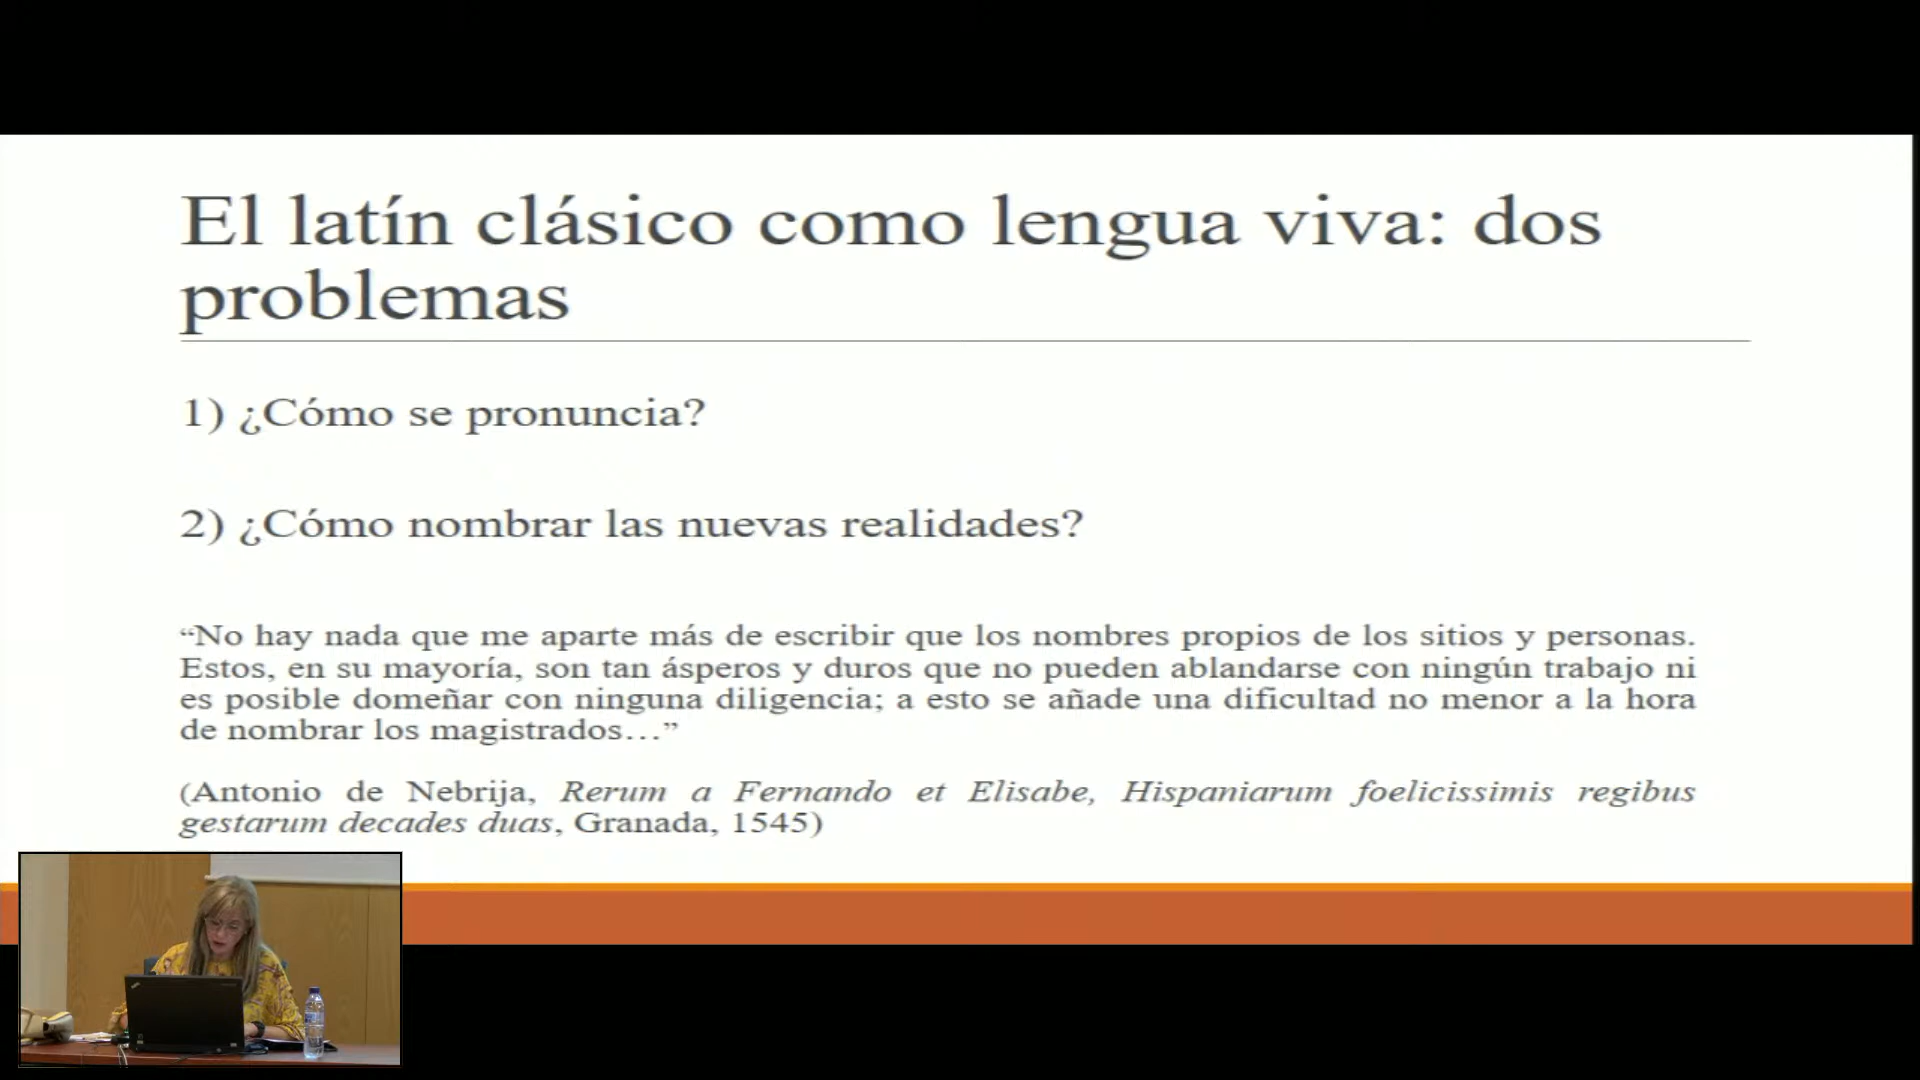 El latín clásico como lengua viva: dos
problemas
1) ¿Cómo se pronuncia?
2) ¿Cómo nombrar las nuevas realidades?
“No hay nada que me aparte más de escribir que los nombres propios de los sitios y personas.
Estos, en su mayoría, son tan ásperos y duros que no pueden ablandarse con ningún trabajo ni
es posible domeñar con ninguna diligencia; a esto se añade una dificultad no menor a la hora
de nombrar los magistrados…”
(Antonio de Nebrija, Rerum a Fernando et Elisabe, Hispaniarum foelicissimis regibus
gestarum decades duas, Granada, 1545)